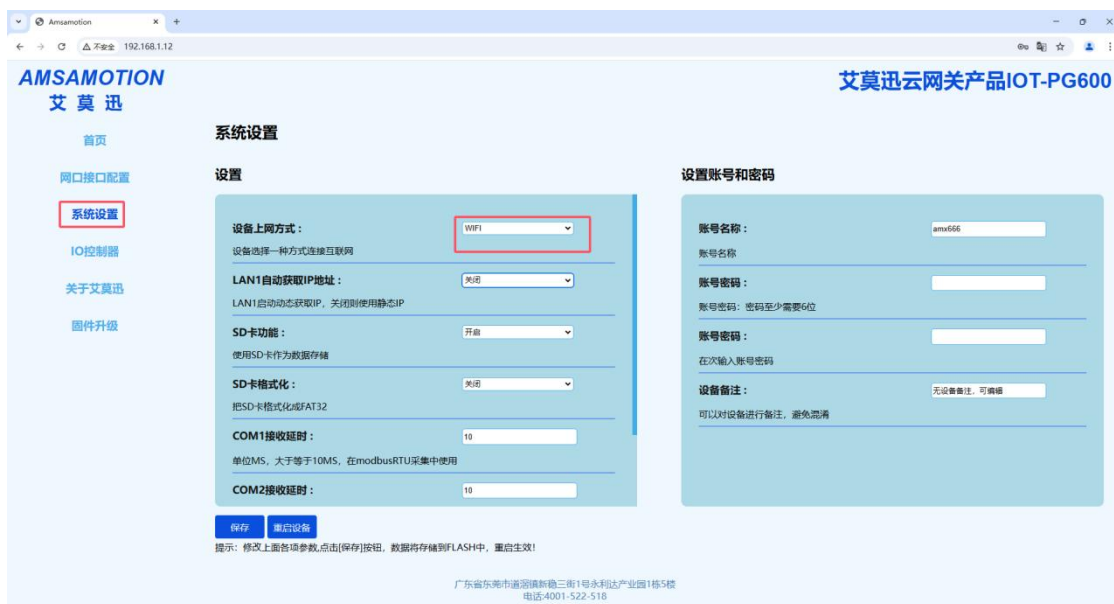 Amsamotion
不安全 192.168.1.12
AMSAMOTION
艾莫迅
艾莫迅云网关产品IOT-PG600
首页
网口接口配置
系统设置
IO控制器
关于艾莫迅
固件升级
系统设置
设置
设备上网方式：
WIFI
设备选择一种方式连接互联网
LAN1自动获取IP地址：
关闭
LAN1启动动态获取IP，关闭则使用静态IP
SD卡功能：
开启
使用SD卡作为数据存储
SD卡格式化：
关闭
把SD卡格式化成FAT32
COM1接收延时：
10
单位MS，大于等于10MS，在modbusRTU采集中使用
COM2接收延时：
10
设置账号和密码
账号名称：
amx666
账号名称
账号密码：
账号密码：密码至少需要6位
账号密码：
在次输入账号密码
设备备注：
无设备备注，可编辑
可以对设备进行备注，避免混淆
保存
重启设备
提示：修改上面各项参数,点击[保存]按钮，数据将存储到FLASH中，重启生效！
广东省东莞市道滘镇新稳三街1号永利达产业园1栋5楼
电话:4001-522-518